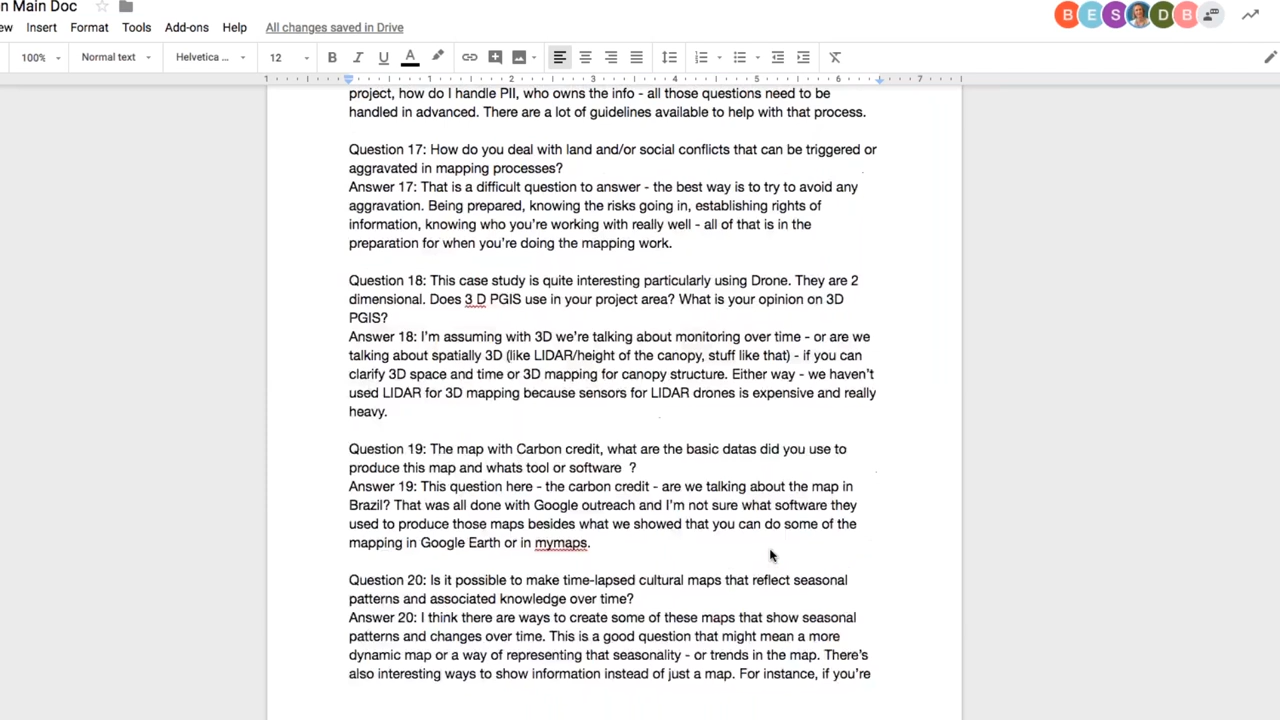 n Main Doc
B E S D B
ew Insert Format Tools Add-ons Help All changes saved in Drive
100% Normal text Helvetica ... 12 B I U A
1 1 2 3 4 5 6 7
project, how do I handle PII, who owns the info - all those questions need to be
handled in advanced. There are a lot of guidelines available to help with that process.
Question 17: How do you deal with land and/or social conflicts that can be triggered or
aggravated in mapping processes?
Answer 17: That is a difficult question to answer - the best way is to try to avoid any
aggravation. Being prepared, knowing the risks going in, establishing rights of
information, knowing who you're working with really well - all of that is in the
preparation for when you're doing the mapping work.
Question 18: This case study is quite interesting particularly using Drone. They are 2
dimensional. Does 3 D PGIS use in your project area? What is your opinion on 3D
PGIS?
Answer 18: I'm assuming with 3D we're talking about monitoring over time - or are we
talking about spatially 3D (like LIDAR/height of the canopy, stuff like that) - if you can
clarify 3D space and time or 3D mapping for canopy structure. Either way - we haven't
used LIDAR for 3D mapping because sensors for LIDAR drones is expensive and really
heavy.
Question 19: The map with Carbon credit, what are the basic datas did you use to
produce this map and whats tool or software ?
Answer 19: This question here - the carbon credit - are we talking about the map in
Brazil? That was all done with Google outreach and I'm not sure what software they
used to produce those maps besides what we showed that you can do some of the
mapping in Google Earth or in mymaps.
Question 20: Is it possible to make time-lapsed cultural maps that reflect seasonal
patterns and associated knowledge over time?
Answer 20: I think there are ways to create some of these maps that show seasonal
patterns and changes over time. This is a good question that might mean a more
dynamic map or a way of representing that seasonality - or trends in the map. There's
also interesting ways to show information instead of just a map. For instance, if you're